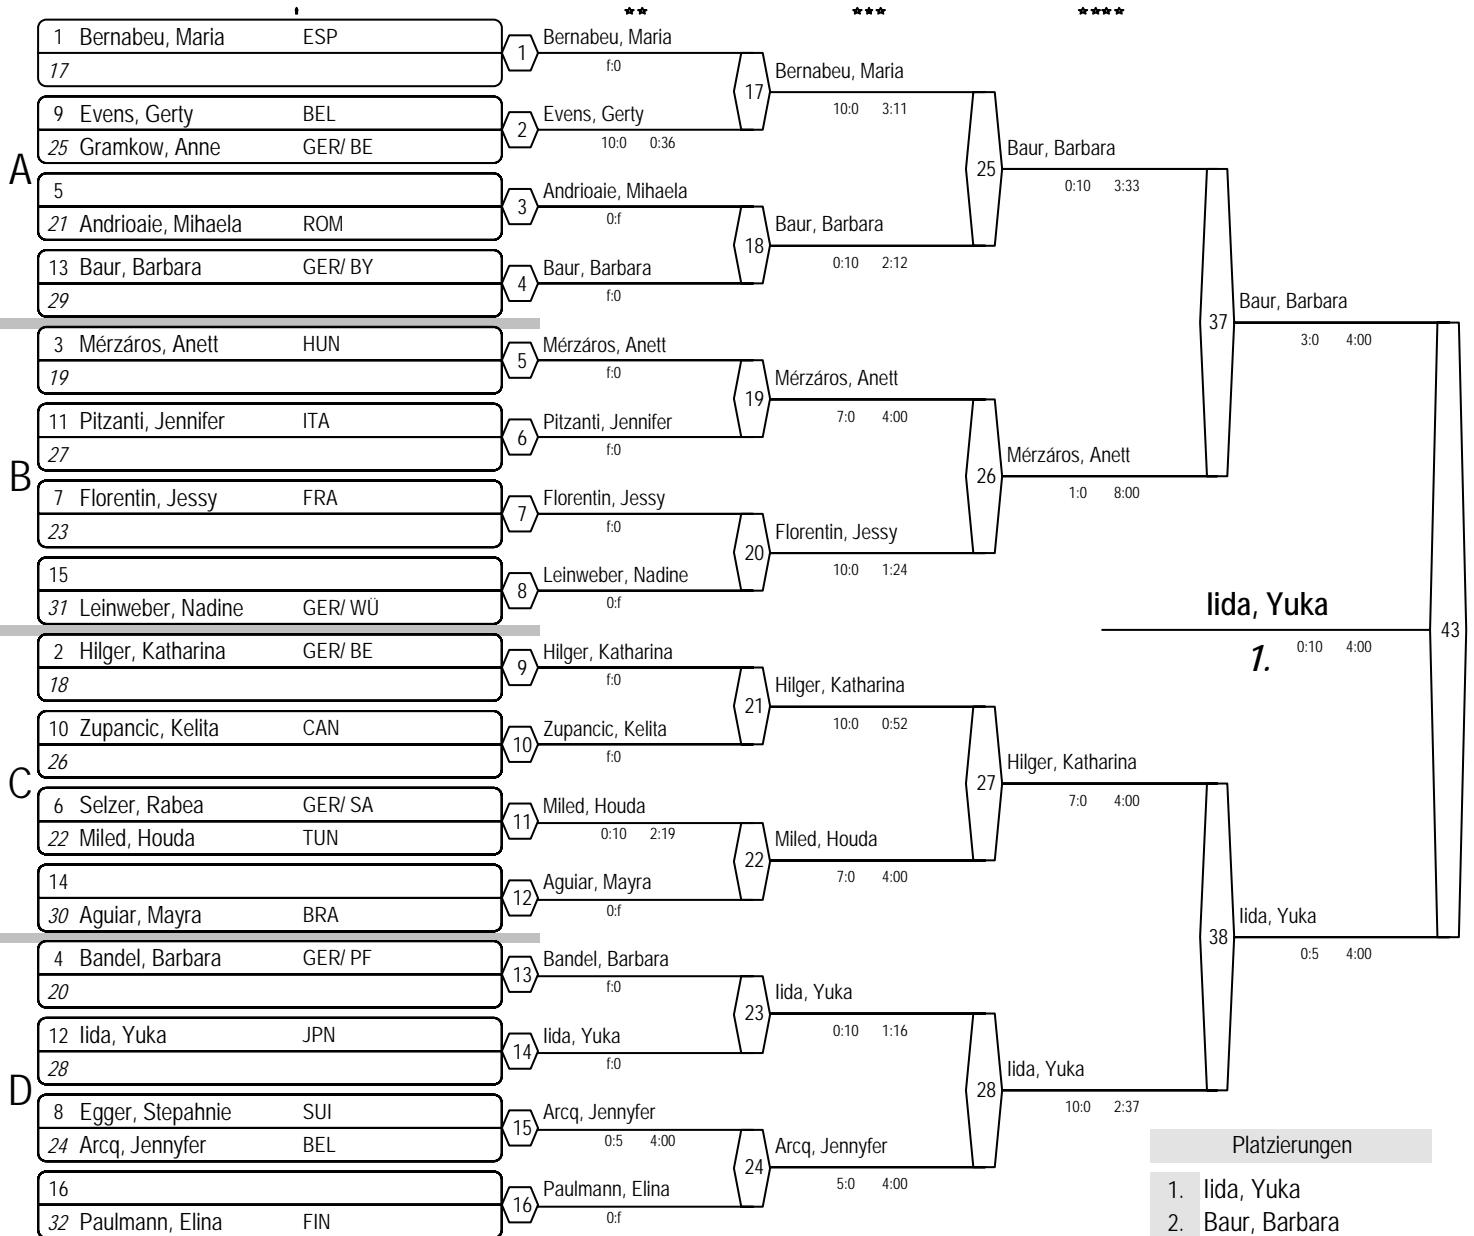 1 Bernabeu, Maria ESP
17
1
Bernabeu, Maria
f:0
9 Evens, Gerty BEL
25 Gramkow, Anne GER/ BE
2
Evens, Gerty
10:0 0:36
17
Bernabeu, Maria
10:0 3:11
A
5
21 Andrioaie, Mihaela ROM
3
Andrioaie, Mihaela
0:f
13 Baur, Barbara GER/ BY
29
4
Baur, Barbara
f:0
18
Baur, Barbara
0:10 2:12
25
Baur, Barbara
0:10 3:33
3 Mérzáros, Anett HUN
19
5
Mérzáros, Anett
f:0
11 Pitzanti, Jennifer ITA
27
6
Pitzanti, Jennifer
f:0
19
Mérzáros, Anett
7:0 4:00
B
7 Florentin, Jessy FRA
23
7
Florentin, Jessy
f:0
15
31 Leinweber, Nadine GER/ WÜ
8
Leinweber, Nadine
0:f
20
Florentin, Jessy
10:0 1:24
26
Mérzáros, Anett
1:0 8:00
37
Baur, Barbara
3:0 4:00
2 Hilger, Katharina GER/ BE
18
9
Hilger, Katharina
f:0
10 Zupancic, Kelita CAN
26
10
Zupancic, Kelita
f:0
21
Hilger, Katharina
10:0 0:52
C
6 Selzer, Rabea GER/ SA
22 Miled, Houda TUN
11
Miled, Houda
0:10 2:19
14
30 Aguiar, Mayra BRA
12
Aguiar, Mayra
0:f
22
Miled, Houda
7:0 4:00
27
Hilger, Katharina
7:0 4:00
4 Bandel, Barbara GER/ PF
20
13
Bandel, Barbara
f:0
12 Iida, Yuka JPN
28
14
Iida, Yuka
f:0
23
Iida, Yuka
0:10 1:16
D
8 Egger, Stepahnie SUI
24 Arcq, Jennyfer BEL
15
Arcq, Jennyfer
0:5 4:00
16
32 Paulmann, Elina FIN
16
Paulmann, Elina
0:f
24
Arcq, Jennyfer
5:0 4:00
28
Iida, Yuka
10:0 2:37
38
Iida, Yuka
0:5 4:00
43
Iida, Yuka
1. 0:10 4:00
Platzierungen
1. Iida, Yuka
2. Baur, Barbara